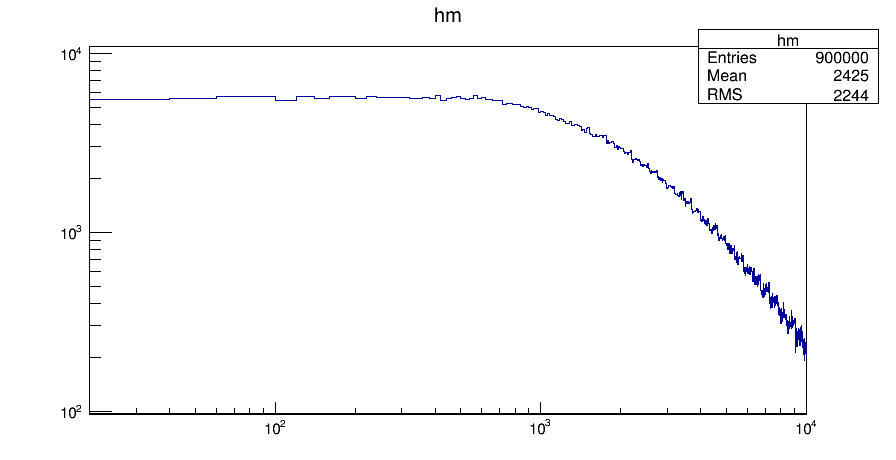 hm
hm
Entries 900000
Mean 2425
RMS 2244
10⁴
10³
10²
10² 10³ 10⁴